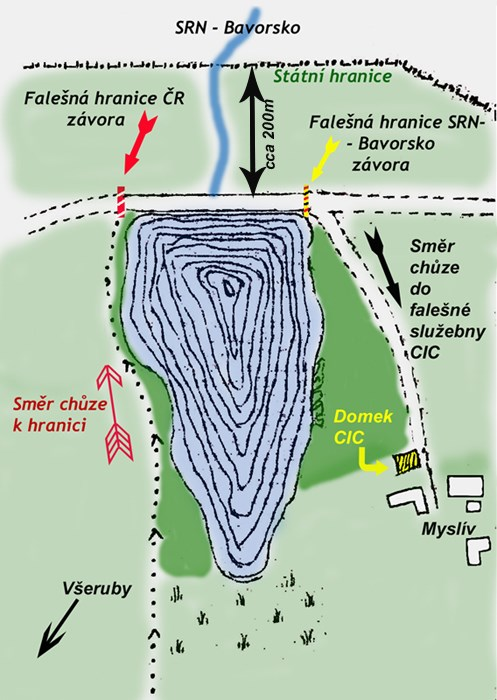 SRN - Bavorsko
Státní hranice
Falešná hranice ČR
závora
cca 200m
Falešná hranice SRN-
- Bavorsko
závora
Směr
chůze
do
falešné
služebny
CIC
Směr chůze
k hranici
Domek
CIC
Myslív
Všeruby